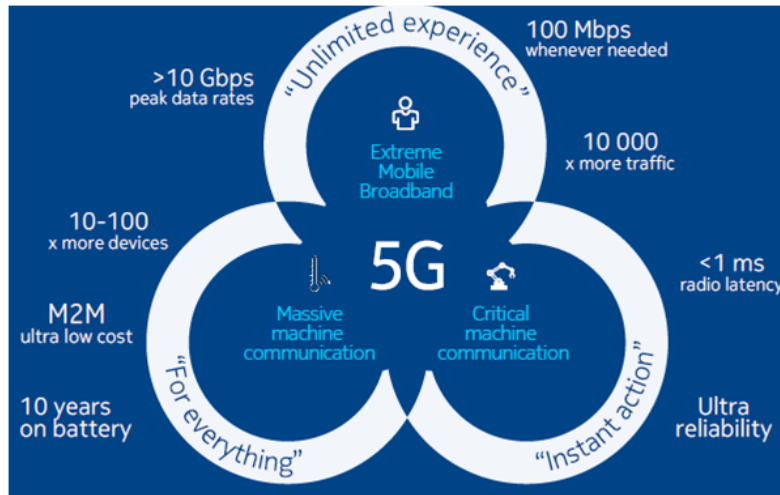 "Unlimited experience"
>10 Gbps
peak data rates
100 Mbps
whenever needed
10 000
x more traffic
Extreme
Mobile
Broadband
5G
10-100
x more devices
M2M
ultra low cost
10 years
on battery
Massive
machine
communication
"For everything"
Critical
machine
communication
"Instant action"
<1 ms
radio latency
Ultra
reliability